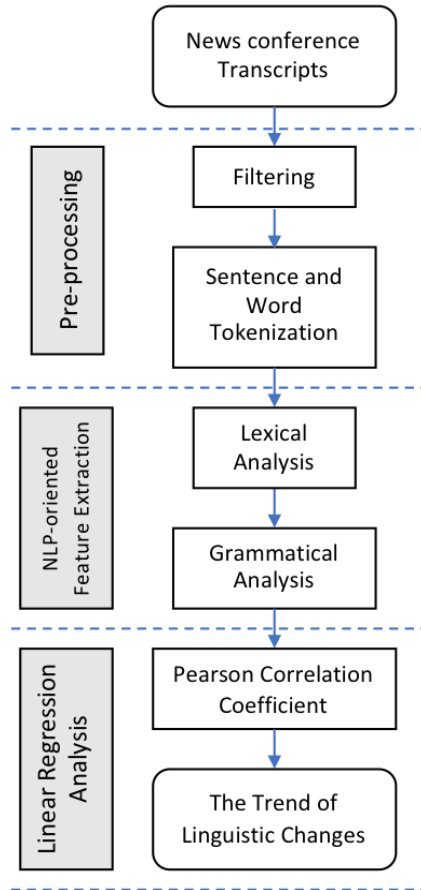 News conference
Transcripts
Pre-processing
Filtering
Sentence and
Word
Tokenization
NLP-oriented
Feature Extraction
Lexical
Analysis
Grammatical
Analysis
Linear Regression
Analysis
Pearson Correlation
Coefficient
The Trend of
Linguistic Changes